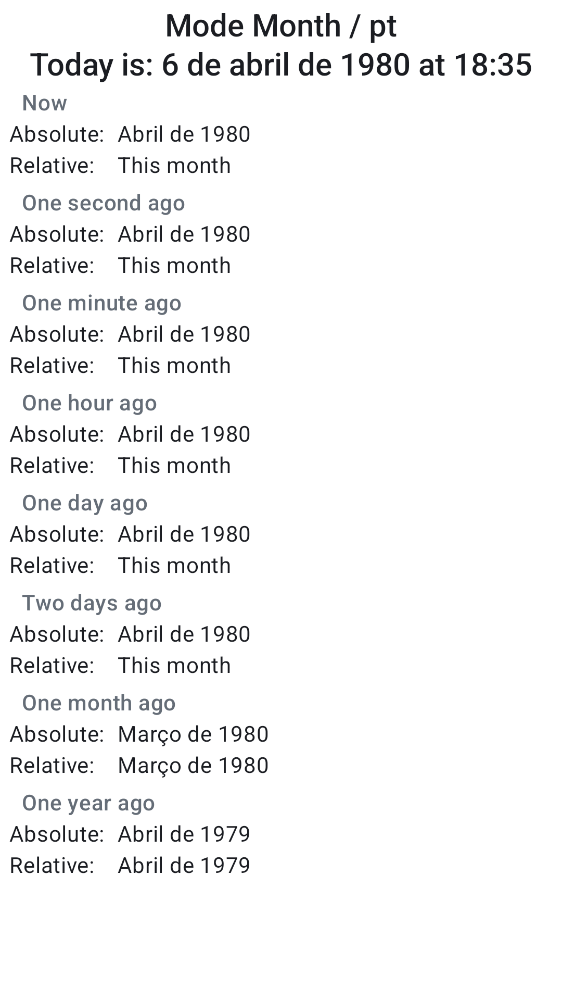 Mode Month / pt
Today is: 6 de abril de 1980 at 18:35
Now
Absolute: Abril de 1980
Relative: This month
One second ago
Absolute: Abril de 1980
Relative: This month
One minute ago
Absolute: Abril de 1980
Relative: This month
One hour ago
Absolute: Abril de 1980
Relative: This month
One day ago
Absolute: Abril de 1980
Relative: This month
Two days ago
Absolute: Abril de 1980
Relative: This month
One month ago
Absolute: Março de 1980
Relative: Março de 1980
One year ago
Absolute: Abril de 1979
Relative: Abril de 1979